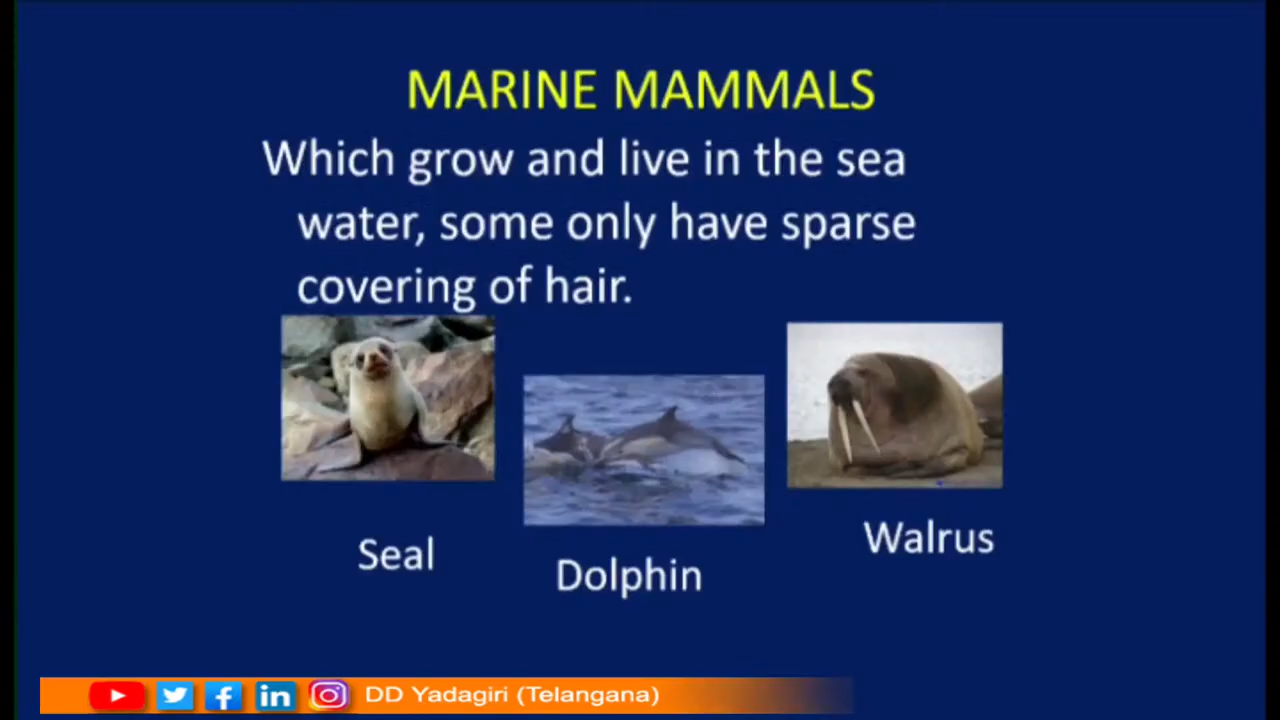 MARINE MAMMALS
Which grow and live in the sea
water, some only have sparse
covering of hair.
Seal
Dolphin
Walrus
DD Yadagiri (Telangana)